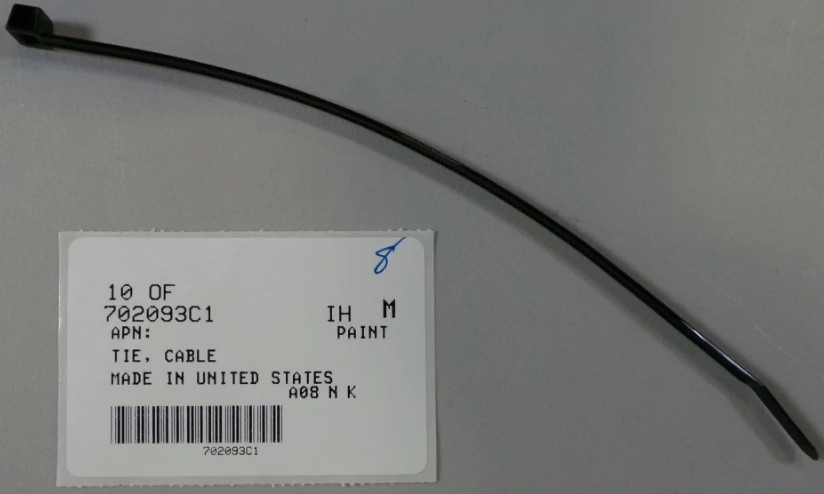 8
10 OF
702093C1 IH M
APN: PAINT
TIE, CABLE
MADE IN UNITED STATES
A08 N K
702093C1